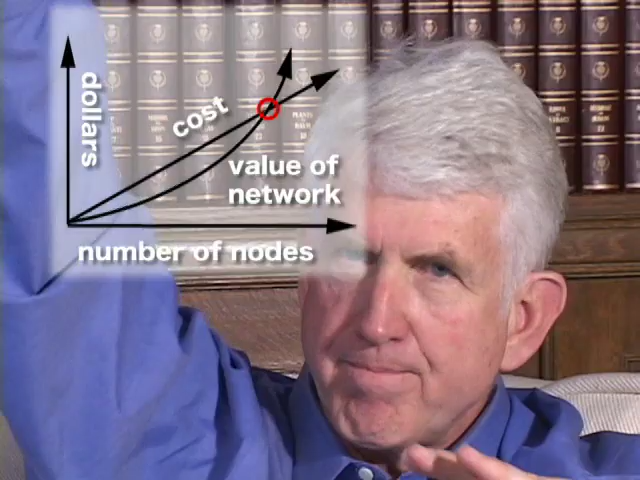 dollars
cost
value of
network
number of nodes